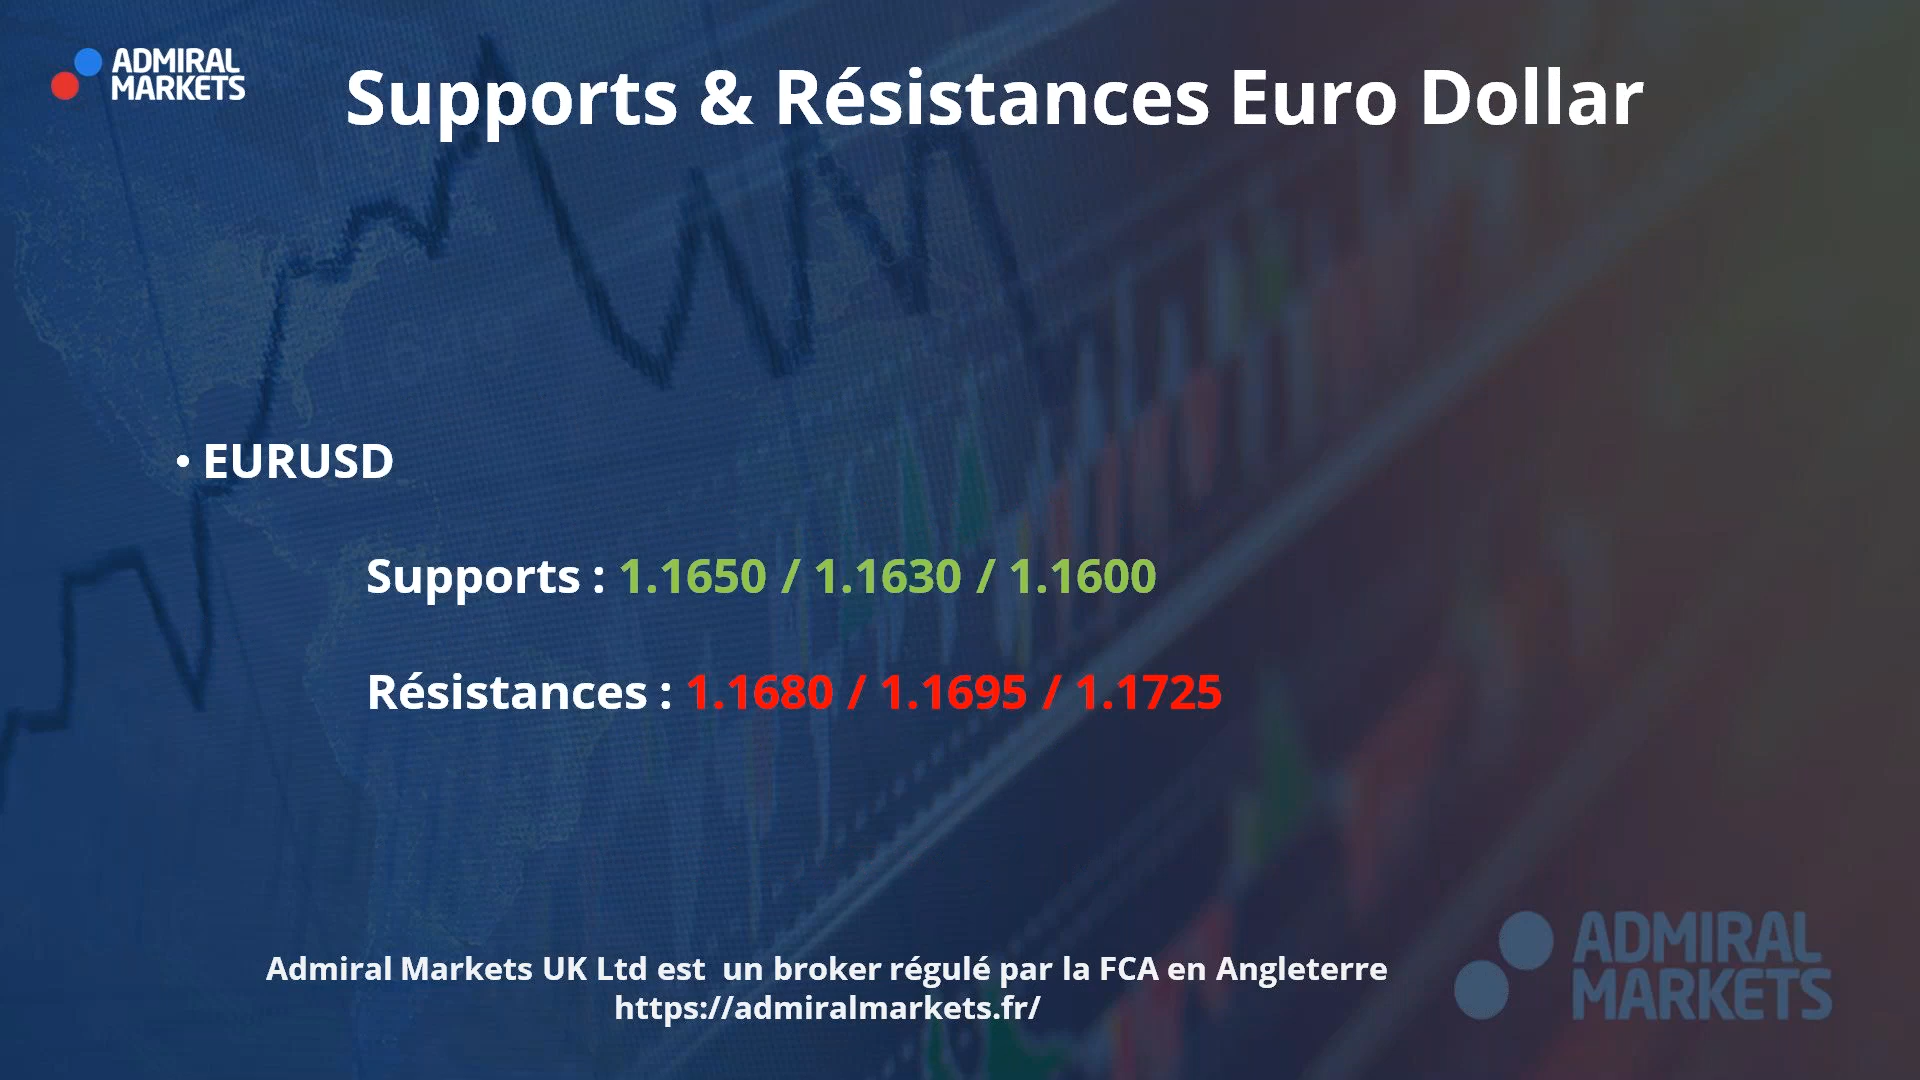 ADMIRAL
MARKETS
Supports & Résistances Euro Dollar
• EURUSD
Supports : 1.1650 / 1.1630 / 1.1600
Résistances : 1.1680 / 1.1695 / 1.1725
Admiral Markets UK Ltd est  un broker régulé par la FCA en Angleterre
https://admiralmarkets.fr/
ADMIRAL
MARKETS